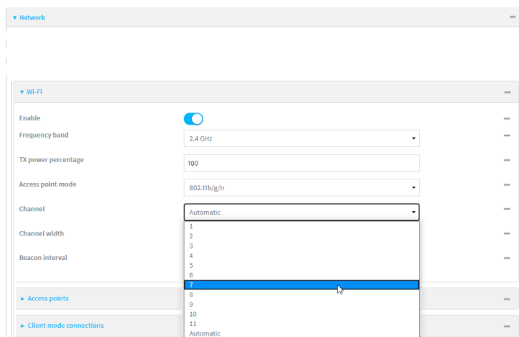 Network
Wi-Fi
Enable
Frequency band
2.4 GHz
TX power percentage
100
Access point mode
802.11b/g/n
Channel
Automatic
Channel width
1
2
3
4
Beacon interval
5
6
7
8
Access points
9
10
11
Client mode connections
Automatic